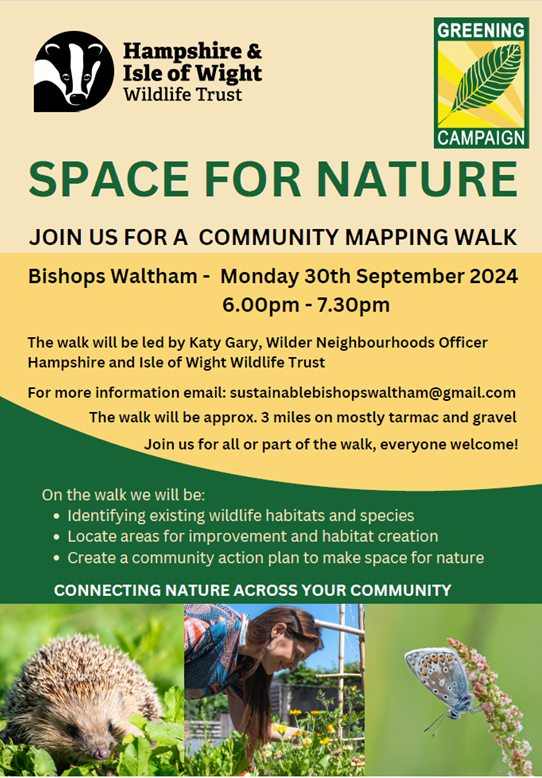 Hampshire &
Isle of Wight
Wildlife Trust
GREENING
CAMPAIGN
SPACE FOR NATURE
JOIN US FOR A COMMUNITY MAPPING WALK
Bishops Waltham - Monday 30th September 2024
6.00pm - 7.30pm
The walk will be led by Katy Gary, Wilder Neighbourhoods Officer
Hampshire and Isle of Wight Wildlife Trust
For more information email: sustainablebishopswaltham@gmail.com
The walk will be approx. 3 miles on mostly tarmac and gravel
Join us for all or part of the walk, everyone welcome!
On the walk we will be:
• Identifying existing wildlife habitats and species
• Locate areas for improvement and habitat creation
• Create a community action plan to make space for nature
CONNECTING NATURE ACROSS YOUR COMMUNITY